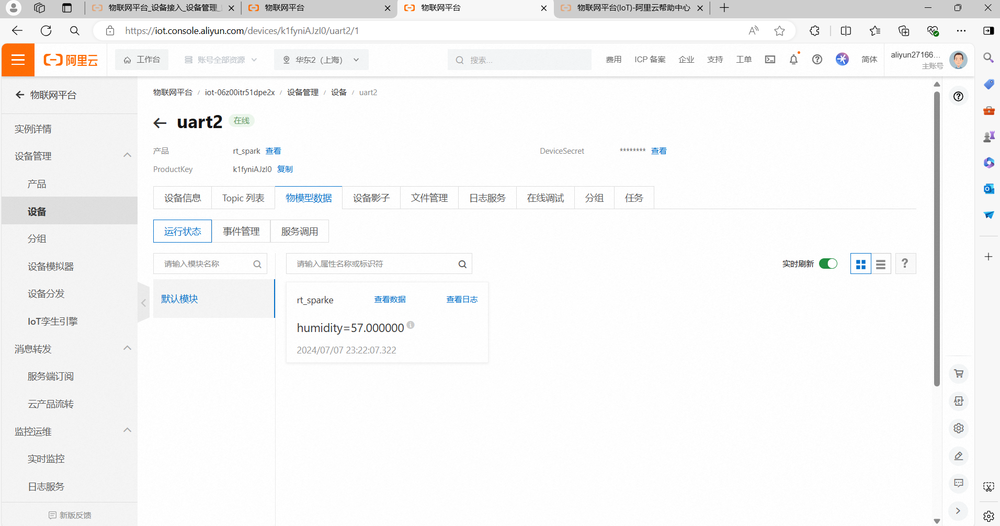 物联网平台_设备接入_设备管理_
物联网平台
物联网平台
物联网平台(IoT)-阿里云帮助中心
https://iot.console.aliyun.com/devices/k1fyniAJzI0/uart2/1
阿里云
工作台
账号全部资源
华东2（上海）
搜索...
费用
ICP 备案
企业
支持
工单
简体
aliyun27166...
主账号
物联网平台
实例详情
设备管理
产品
设备
分组
设备模拟器
设备分发
IoT孪生引擎
消息转发
服务端订阅
云产品流转
监控运维
实时监控
日志服务
新版反馈
物联网平台 / iot-06z00itr51dpe2x / 设备管理 / 设备 / uart2
uart2 在线
产品 rt_spark 查看
DeviceSecret ******** 查看
ProductKey k1fyniAJzI0 复制
设备信息 Topic 列表 物模型数据 设备影子 文件管理 日志服务 在线调试 分组 任务
运行状态 事件管理 服务调用
请输入模块名称
请输入属性名称或标识符
实时刷新
?
默认模块
rt_sparke 查看数据 查看日志
humidity=57.000000
2024/07/07 23:22:07.322
APP